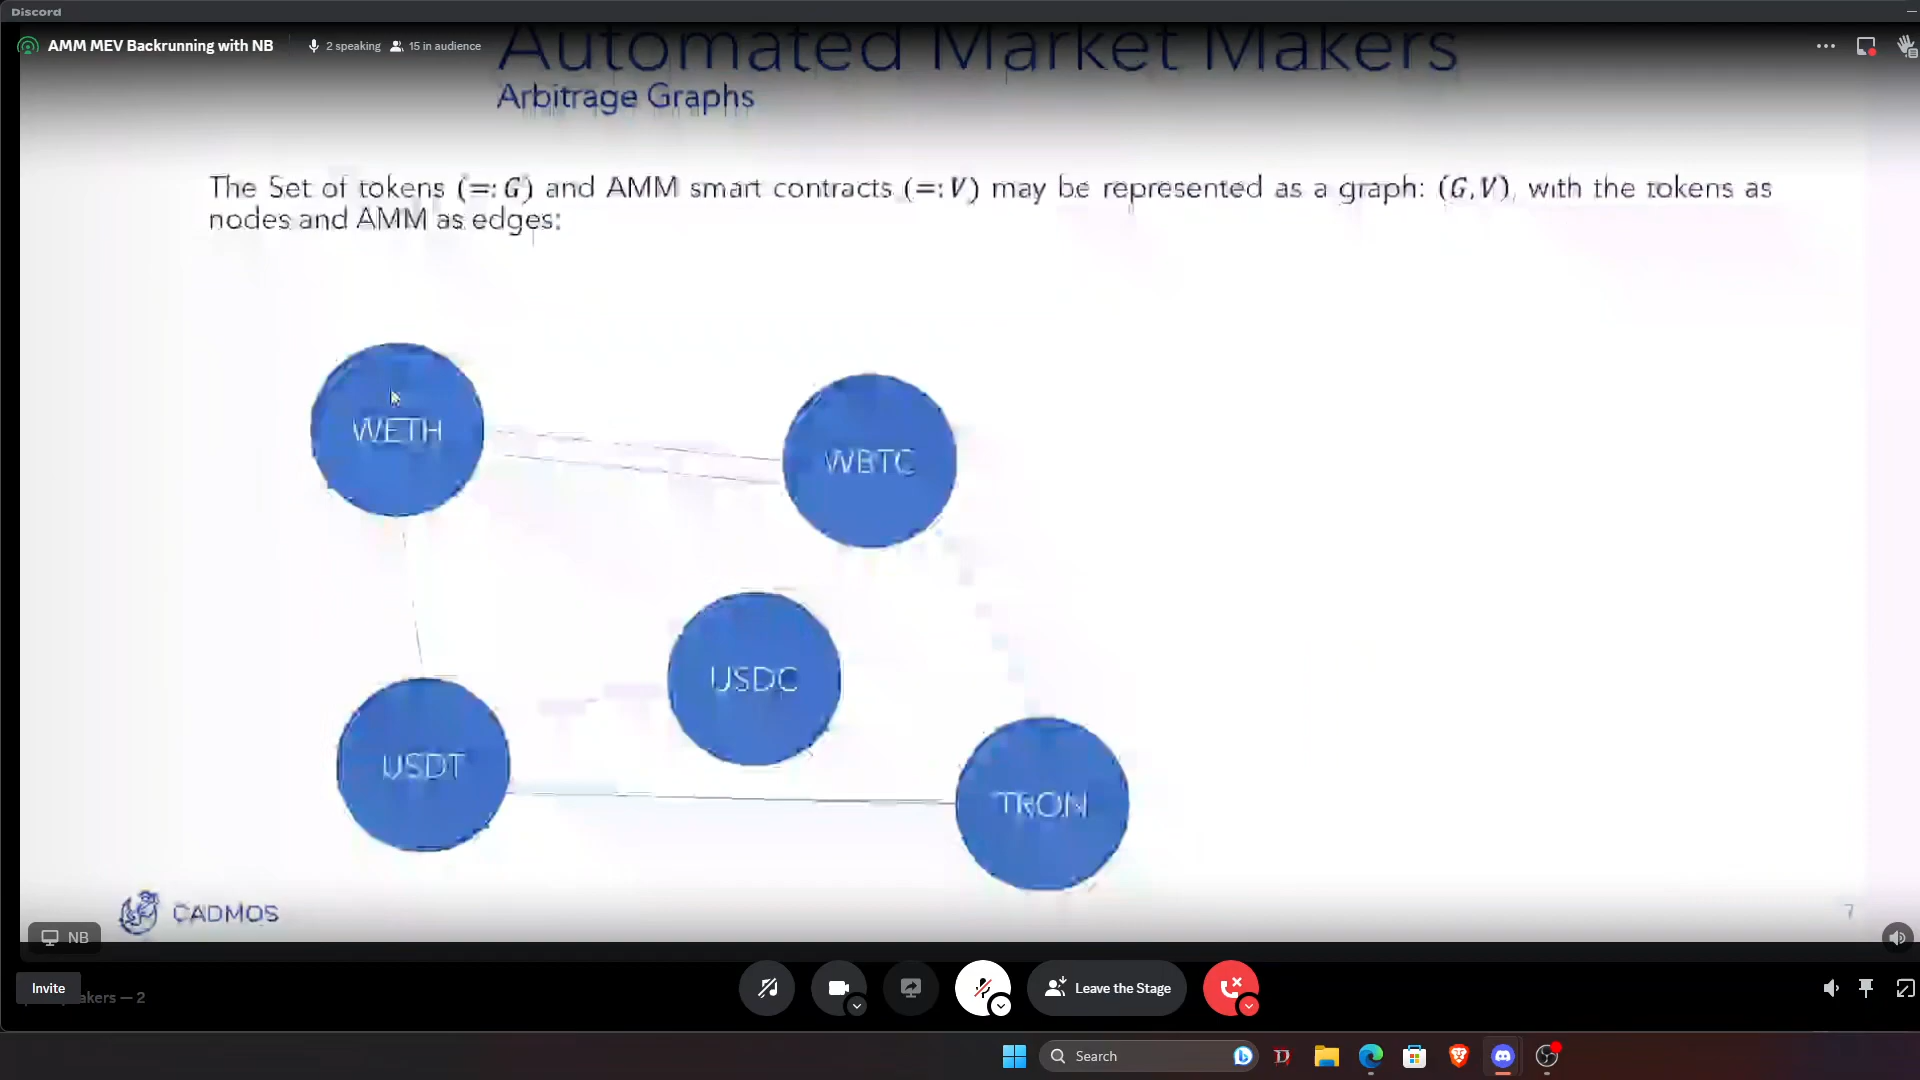 Discord
AMM MEV Backrunning with NB
2 speaking
15 in audience
Automated Market Makers
Arbitrage Graphs
The Set of tokens (=: G) and AMM smart contracts (=: V) may be represented as a graph: (G, V), with the tokens as
nodes and AMM as edges:
WETH
WBTC
USDC
USDT
TRON
CADMOS
7
NB
Invite
akers — 2
Leave the Stage
Search